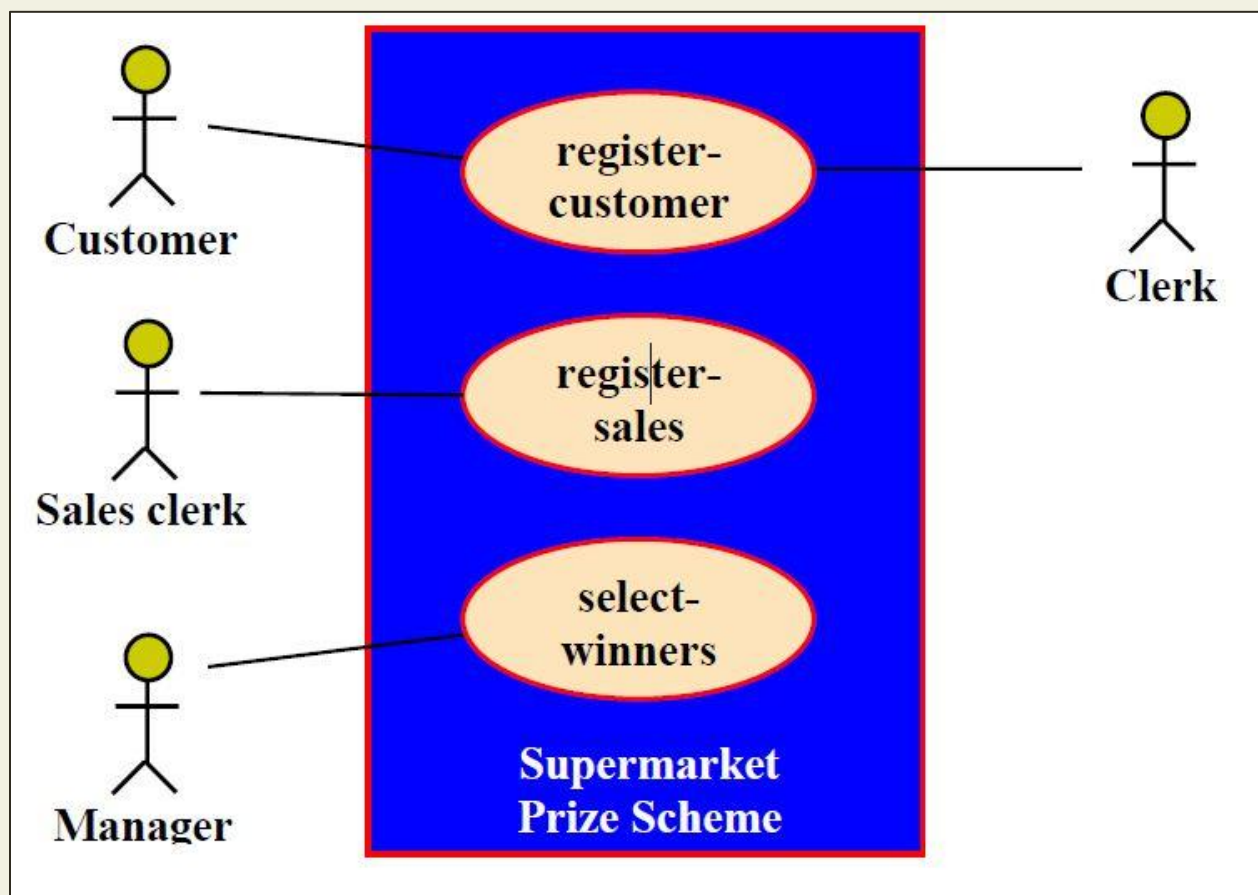 Customer
Sales clerk
Manager
register-
customer
register-
sales
select-
winners
Supermarket
Prize Scheme
Clerk